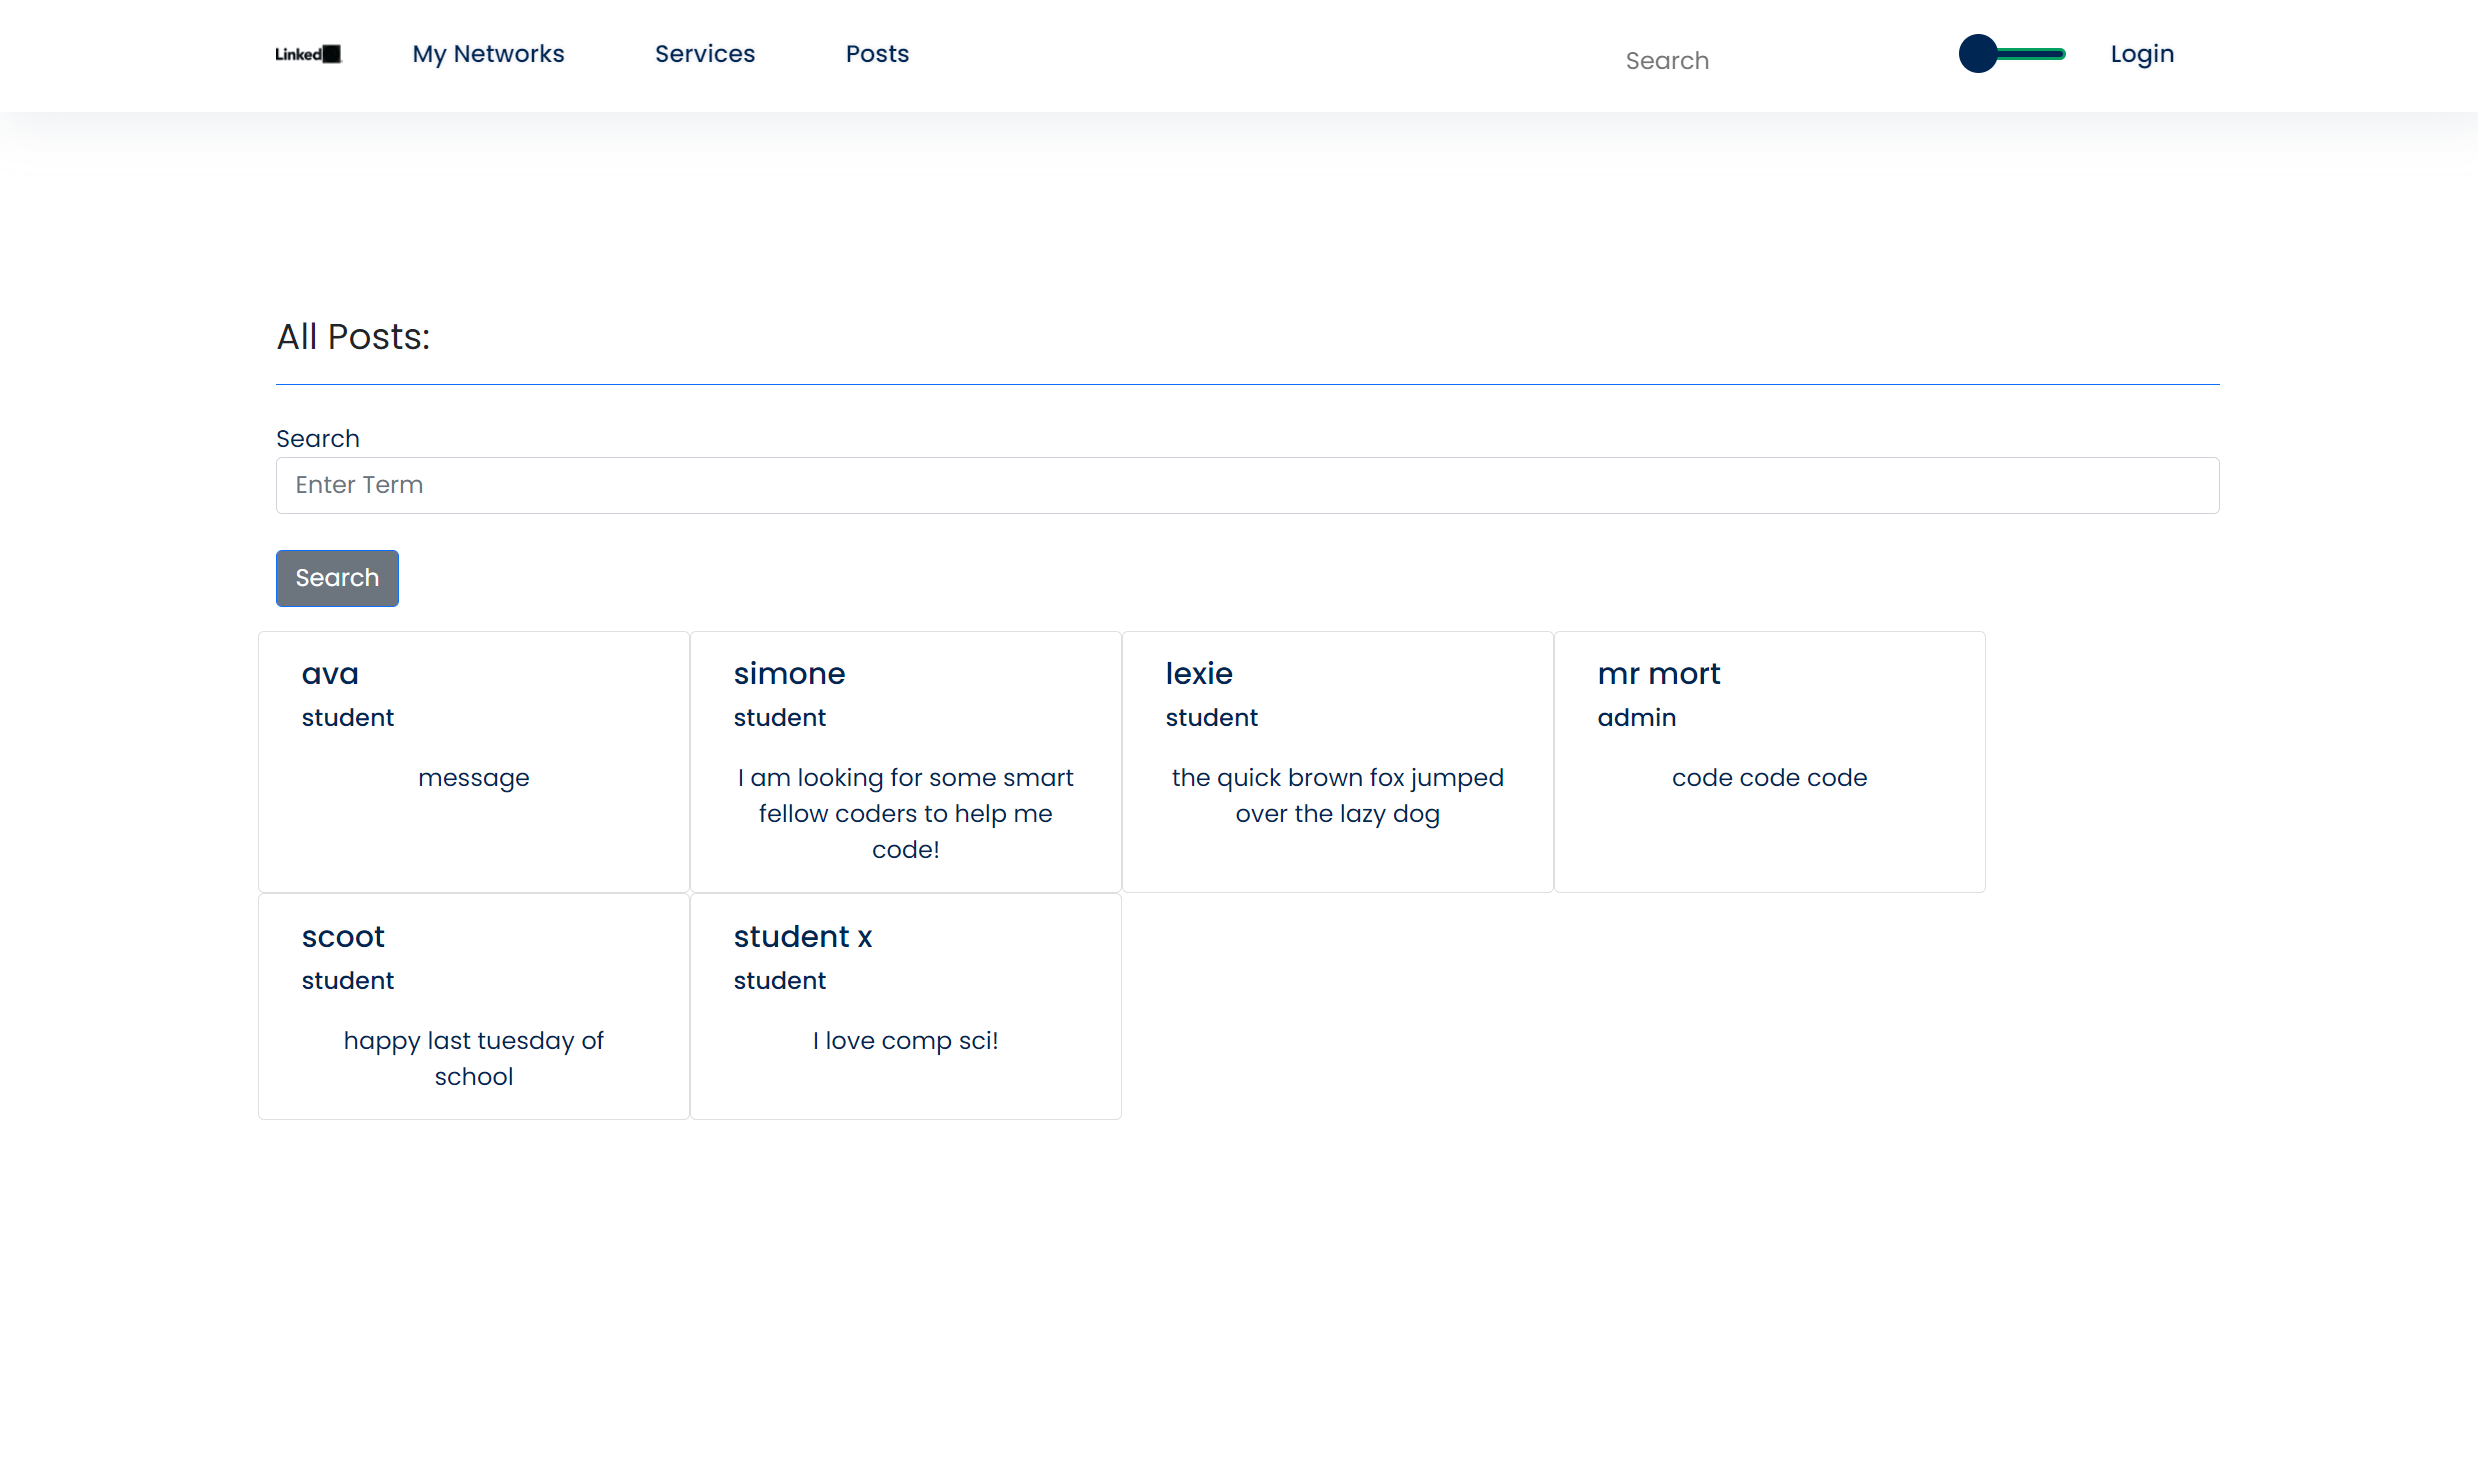 Linked
My Networks
Services
Posts
Search
Login
All Posts:
Search
Enter Term
Search
ava
student
message
simone
student
I am looking for some smart
fellow coders to help me
code!
lexie
student
the quick brown fox jumped
over the lazy dog
mr mort
admin
code code code
scoot
student
happy last tuesday of
school
student x
student
I love comp sci!